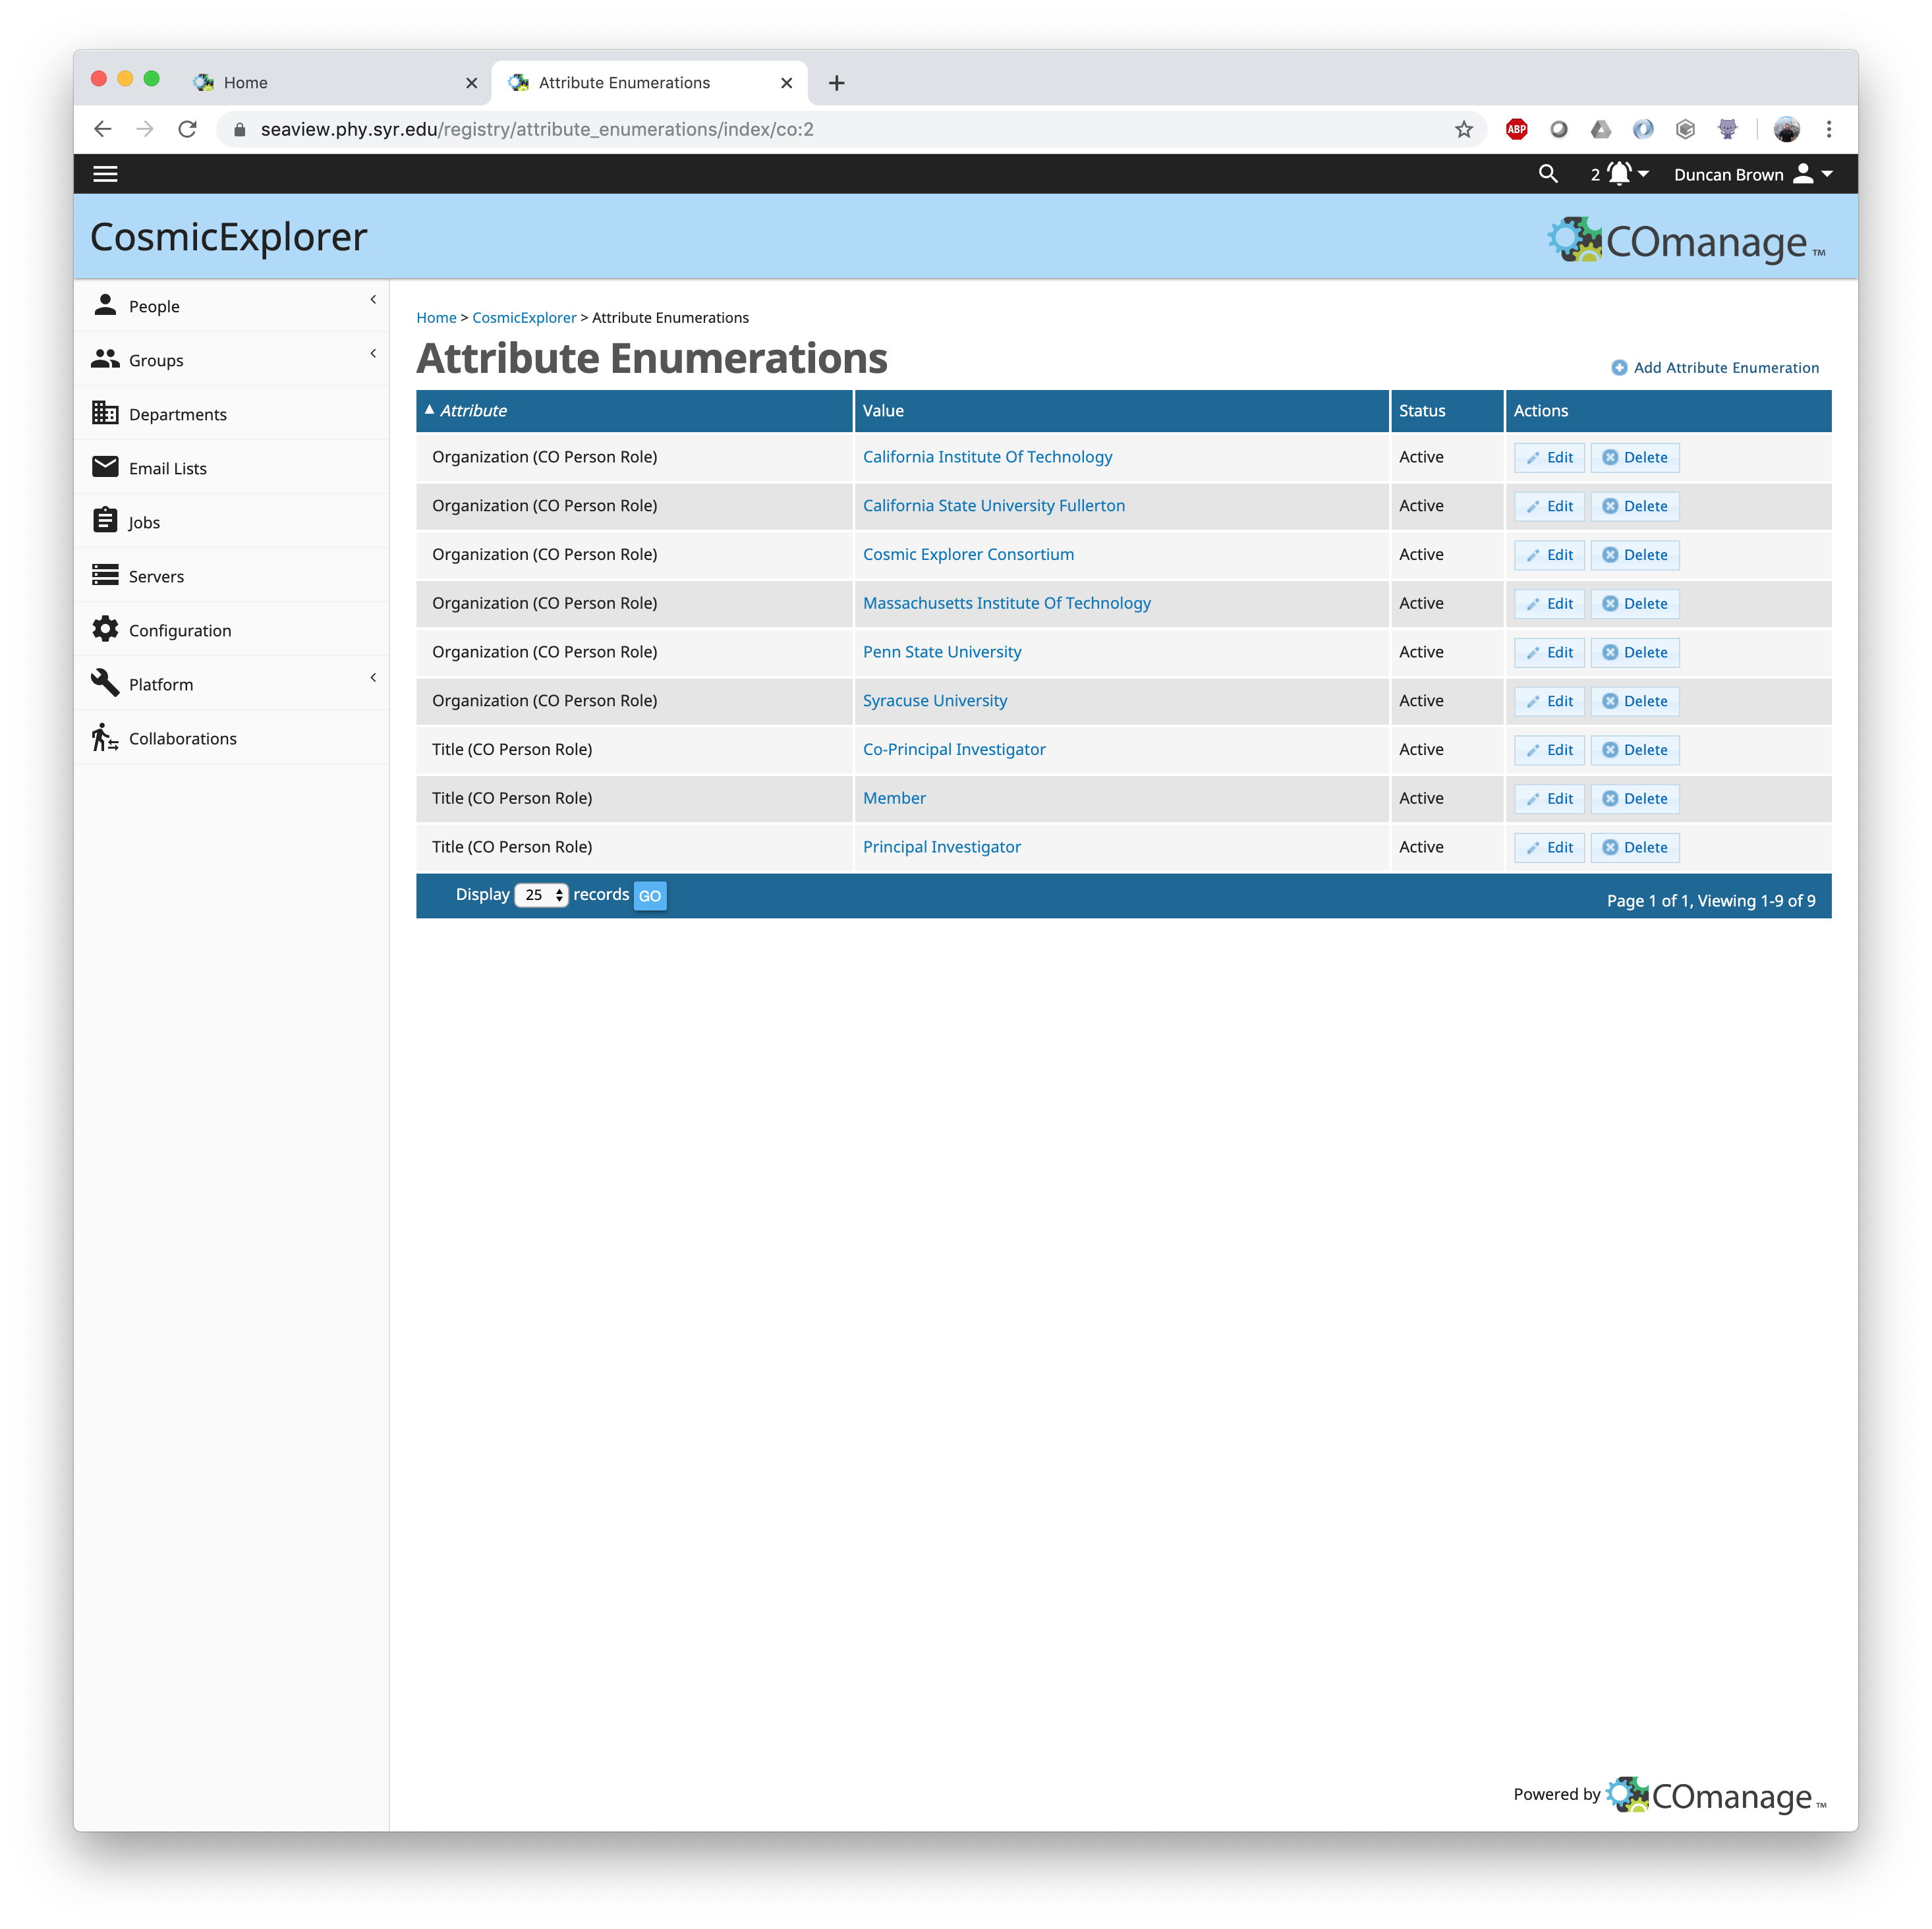 Home
Attribute Enumerations
seaview.phy.syr.edu/registry/attribute_enumerations/index/co:2
ABP
2
Duncan Brown
CosmicExplorer
COmanage TM
People
Groups
Departments
Email Lists
Jobs
Servers
Configuration
Platform
Collaborations
Home > CosmicExplorer > Attribute Enumerations
Attribute Enumerations
Add Attribute Enumeration
Attribute Value Status Actions
Organization (CO Person Role) California Institute Of Technology Active Edit Delete
Organization (CO Person Role) California State University Fullerton Active Edit Delete
Organization (CO Person Role) Cosmic Explorer Consortium Active Edit Delete
Organization (CO Person Role) Massachusetts Institute Of Technology Active Edit Delete
Organization (CO Person Role) Penn State University Active Edit Delete
Organization (CO Person Role) Syracuse University Active Edit Delete
Title (CO Person Role) Co-Principal Investigator Active Edit Delete
Title (CO Person Role) Member Active Edit Delete
Title (CO Person Role) Principal Investigator Active Edit Delete
Display 25 records GO
Page 1 of 1, Viewing 1-9 of 9
Powered by COmanage TM